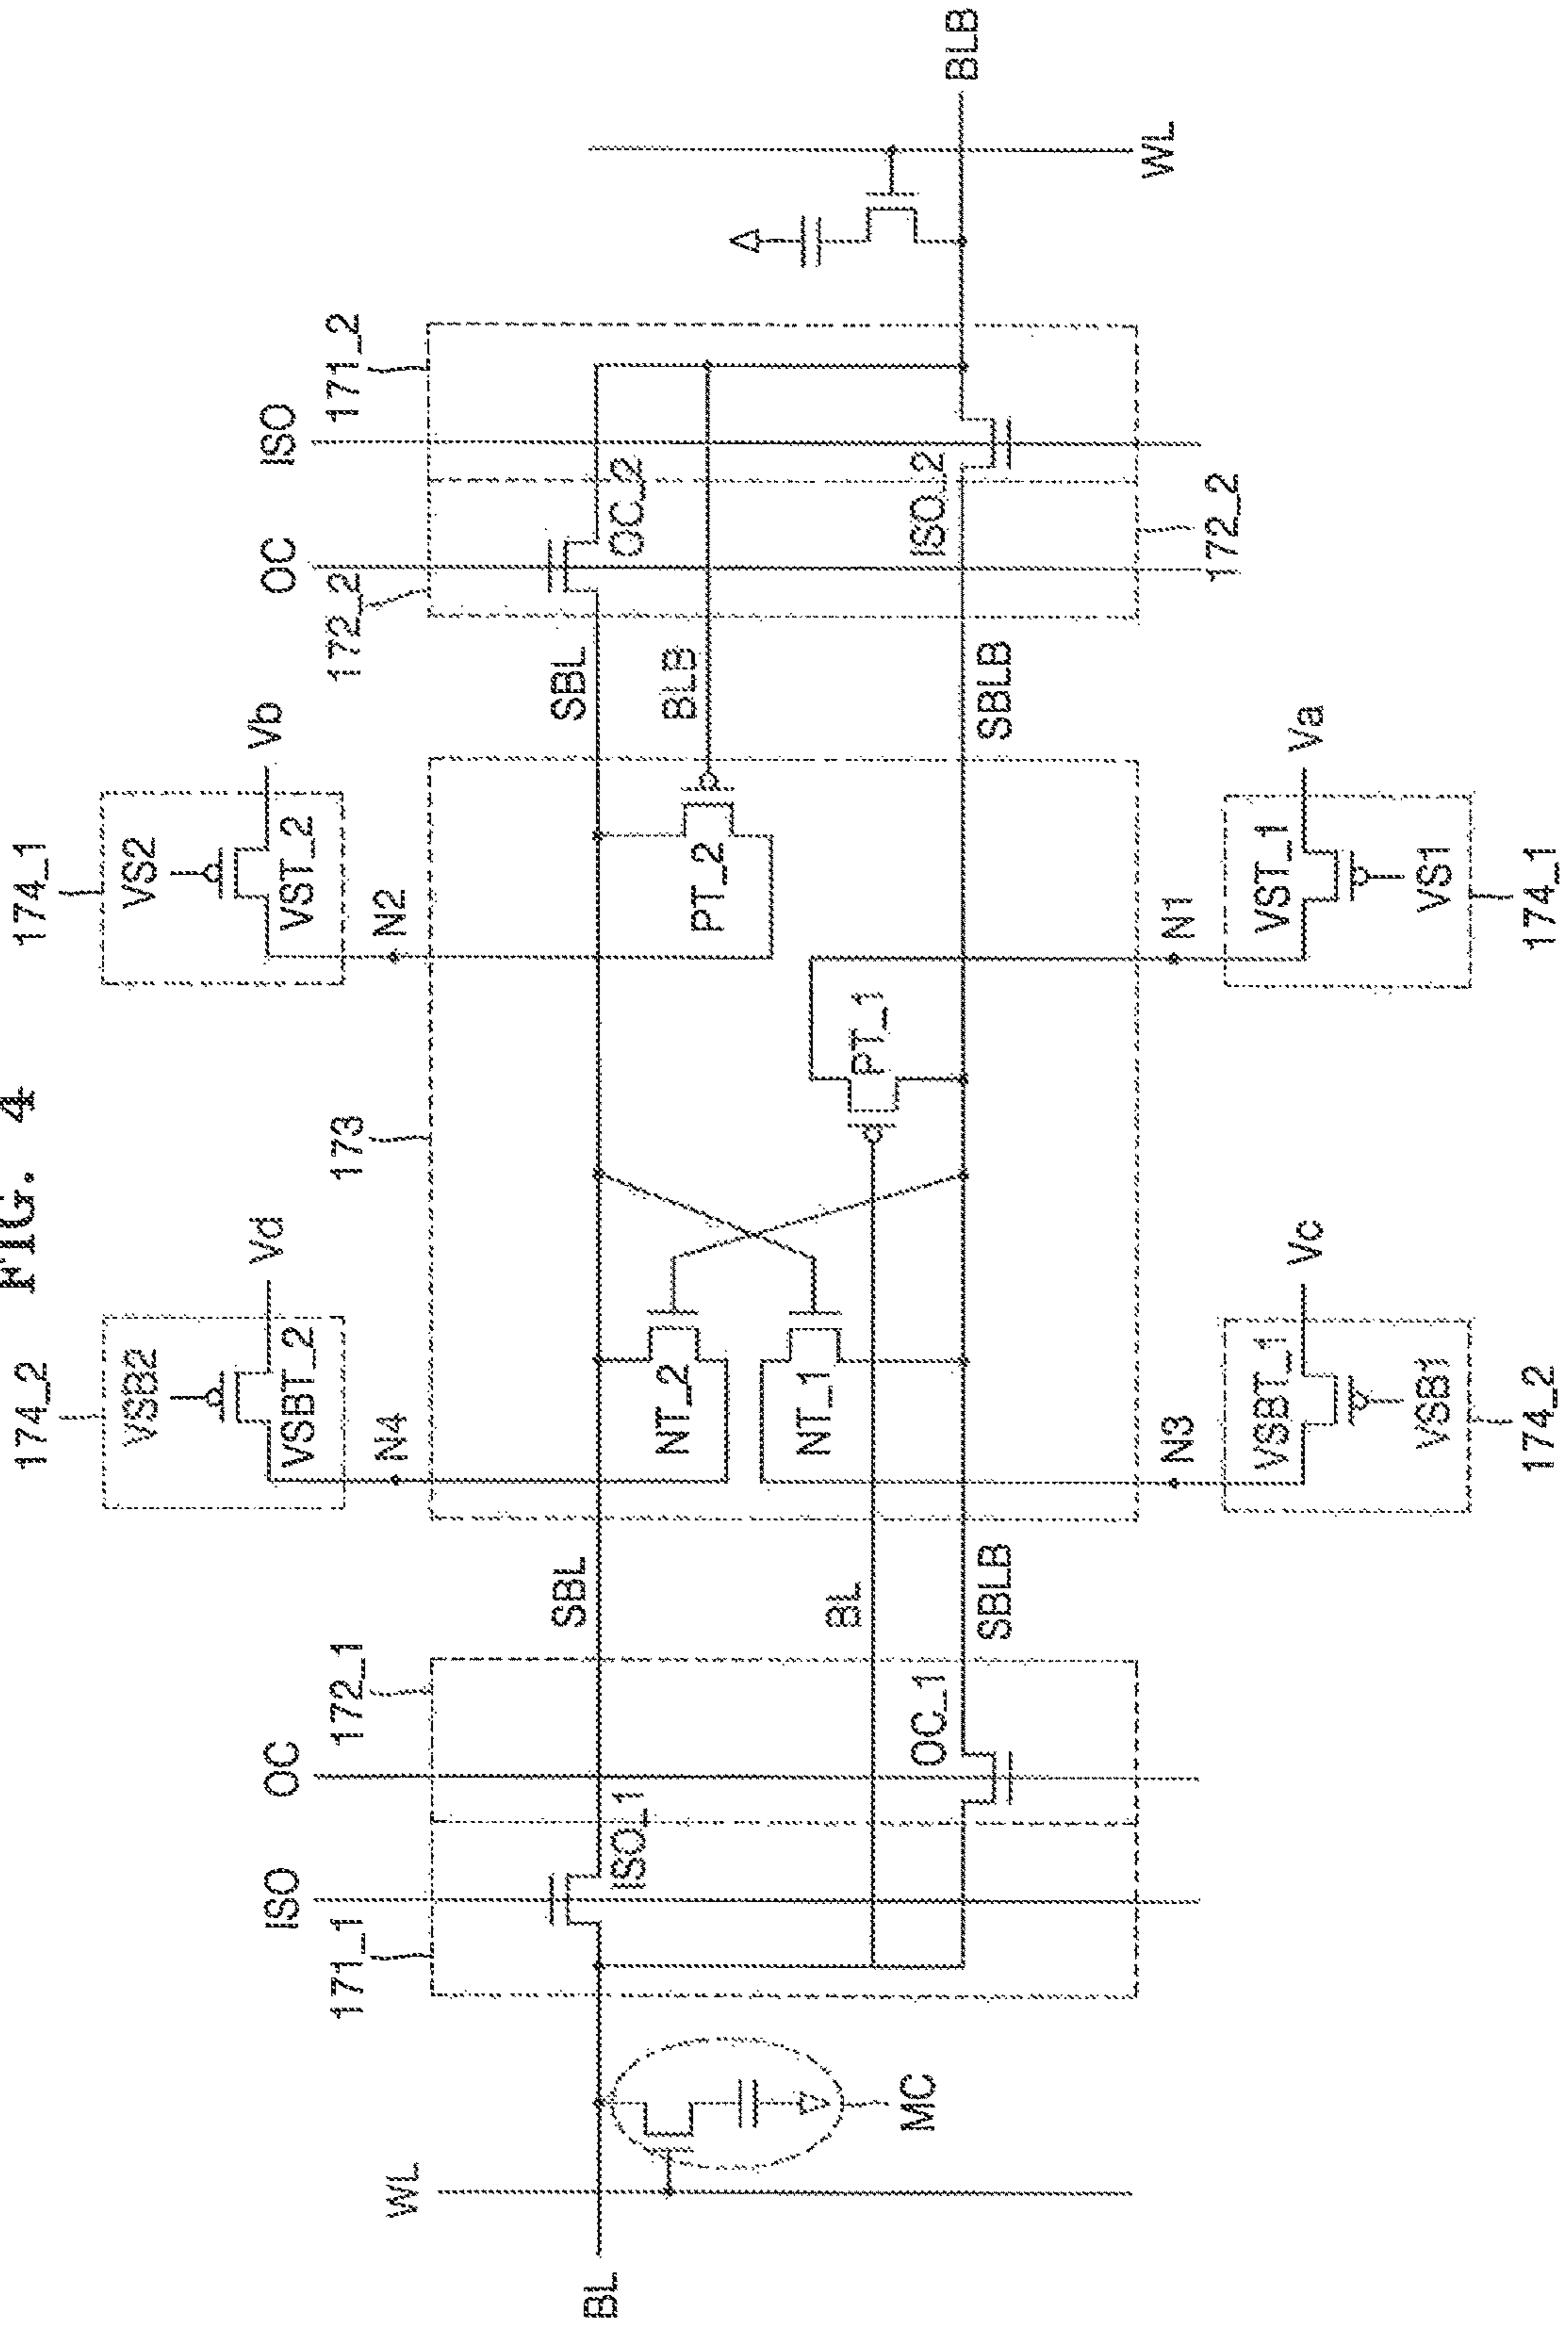 FIG. 4
174_2
174_1
VSB2
Vd
VS2
Vb
VSBT_2
VST_2
N4
N2
ISO
OC
OC
ISO
171_1
172_1
173
172_2
171_2
WL
BL
SBL
SBL
ISO_1
OC_2
NT_2
PT_2
BLB
NT_1
BL
PT_1
MC
OC_1
ISO_2
BLB
SBLB
SBLB
WL
N3
N1
172_2
VSBT_1
Vc
VST_1
Va
VSB1
VS1
174_2
174_1